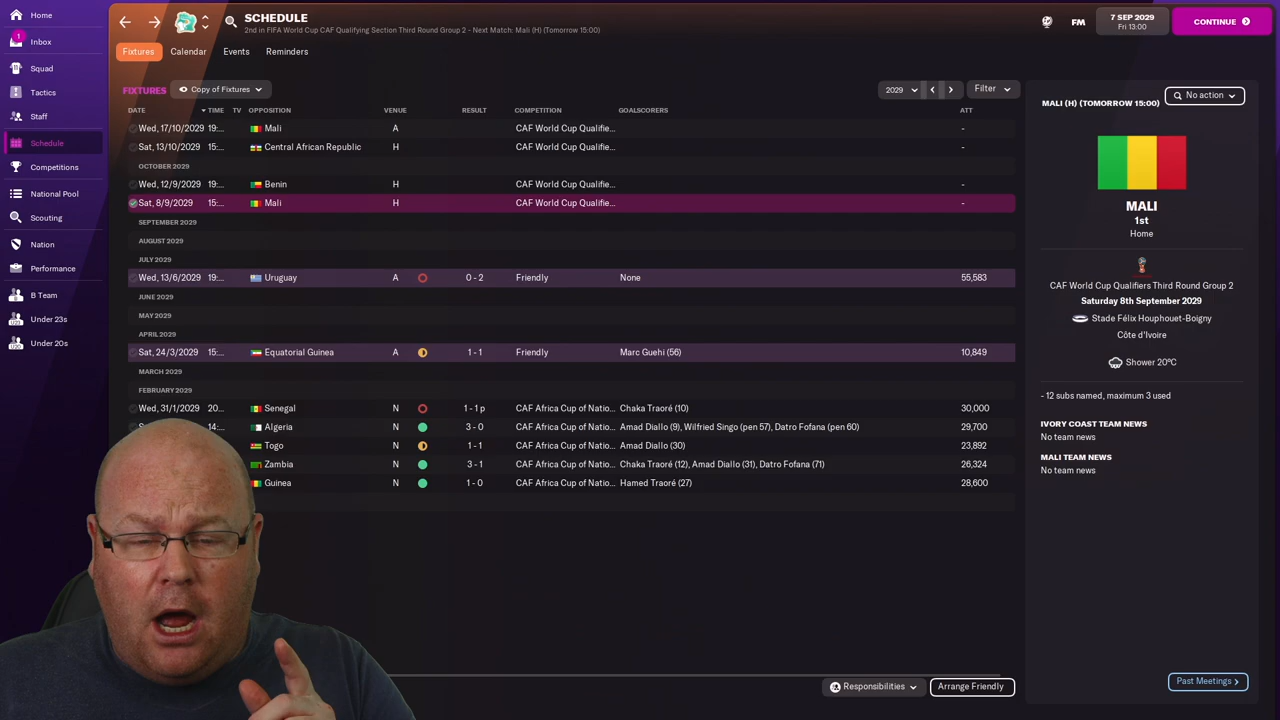 Home
Inbox
1
Squad
Tactics
Staff
Schedule
Competitions
National Pool
Scouting
Nation
Performance
B Team
Under 23s
Under 20s
SCHEDULE
2nd in FIFA World Cup CAF Qualifying Section Third Round Group 2 - Next Match: Mali (H) (Tomorrow 15:00)
FM
7 SEP 2029
Fri 13:00
CONTINUE
Fixtures Calendar Events Reminders
FIXTURES Copy of Fixtures 2029 Filter
DATE TIME TV OPPOSITION VENUE RESULT COMPETITION GOALSCORERS ATT
Wed, 17/10/2029 19:... Mali A CAF World Cup Qualifie... -
Sat, 13/10/2029 15:... Central African Republic H CAF World Cup Qualifie... -
OCTOBER 2029
Wed, 12/9/2029 19:... Benin H CAF World Cup Qualifie... -
Sat, 8/9/2029 15:... Mali H CAF World Cup Qualifie... -
SEPTEMBER 2029
AUGUST 2029
JULY 2029
Wed, 13/6/2029 19:... Uruguay A 0 - 2 Friendly None 55,583
JUNE 2029
MAY 2029
APRIL 2029
Sat, 24/3/2029 15:... Equatorial Guinea A 1 - 1 Friendly Marc Guehi (56) 10,849
MARCH 2029
FEBRUARY 2029
Wed, 31/1/2029 20... Senegal N 1 - 1 p CAF Africa Cup of Natio... Chaka Traoré (10) 30,000
14:... Algeria N 3 - 0 CAF Africa Cup of Natio... Amad Diallo (9), Wilfried Singo (pen 57), Datro Fofana (pen 60) 29,700
Togo N 1 - 1 CAF Africa Cup of Natio... Amad Diallo (30) 23,892
Zambia N 3 - 1 CAF Africa Cup of Natio... Chaka Traoré (12), Amad Diallo (31), Datro Fofana (71) 26,324
Guinea N 1 - 0 CAF Africa Cup of Natio... Hamed Traoré (27) 28,600
Responsibilities Arrange Friendly
MALI (H) (TOMORROW 15:00) No action
MALI
1st
Home
CAF World Cup Qualifiers Third Round Group 2
Saturday 8th September 2029
Stade Félix Houphouet-Boigny
Côte d'Ivoire
Shower 20ºC
- 12 subs named, maximum 3 used
IVORY COAST TEAM NEWS
No team news
MALI TEAM NEWS
No team news
Past Meetings